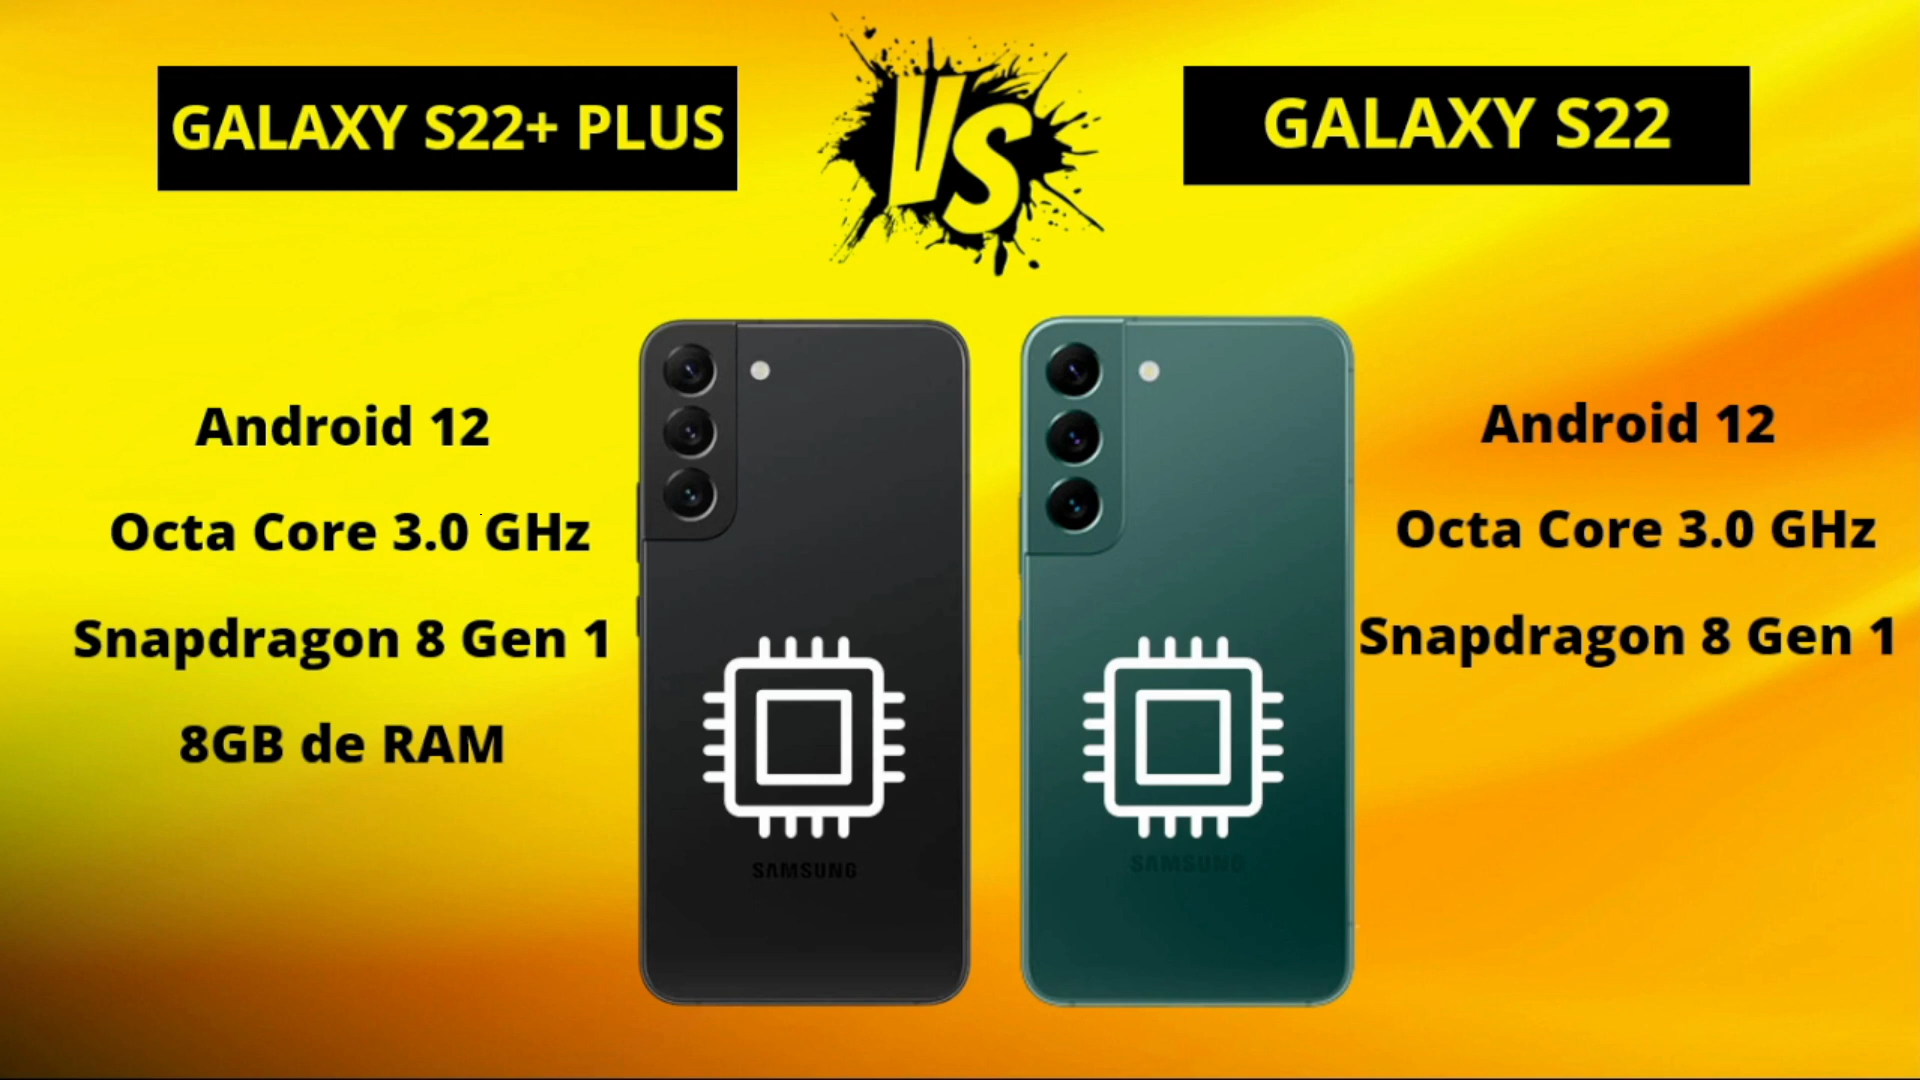 GALAXY S22+ PLUS
VS
GALAXY S22
Android 12
Octa Core 3.0 GHz
Snapdragon 8 Gen 1
8GB de RAM
SAMSUNG
Android 12
Octa Core 3.0 GHz
Snapdragon 8 Gen 1
SAMSUNG